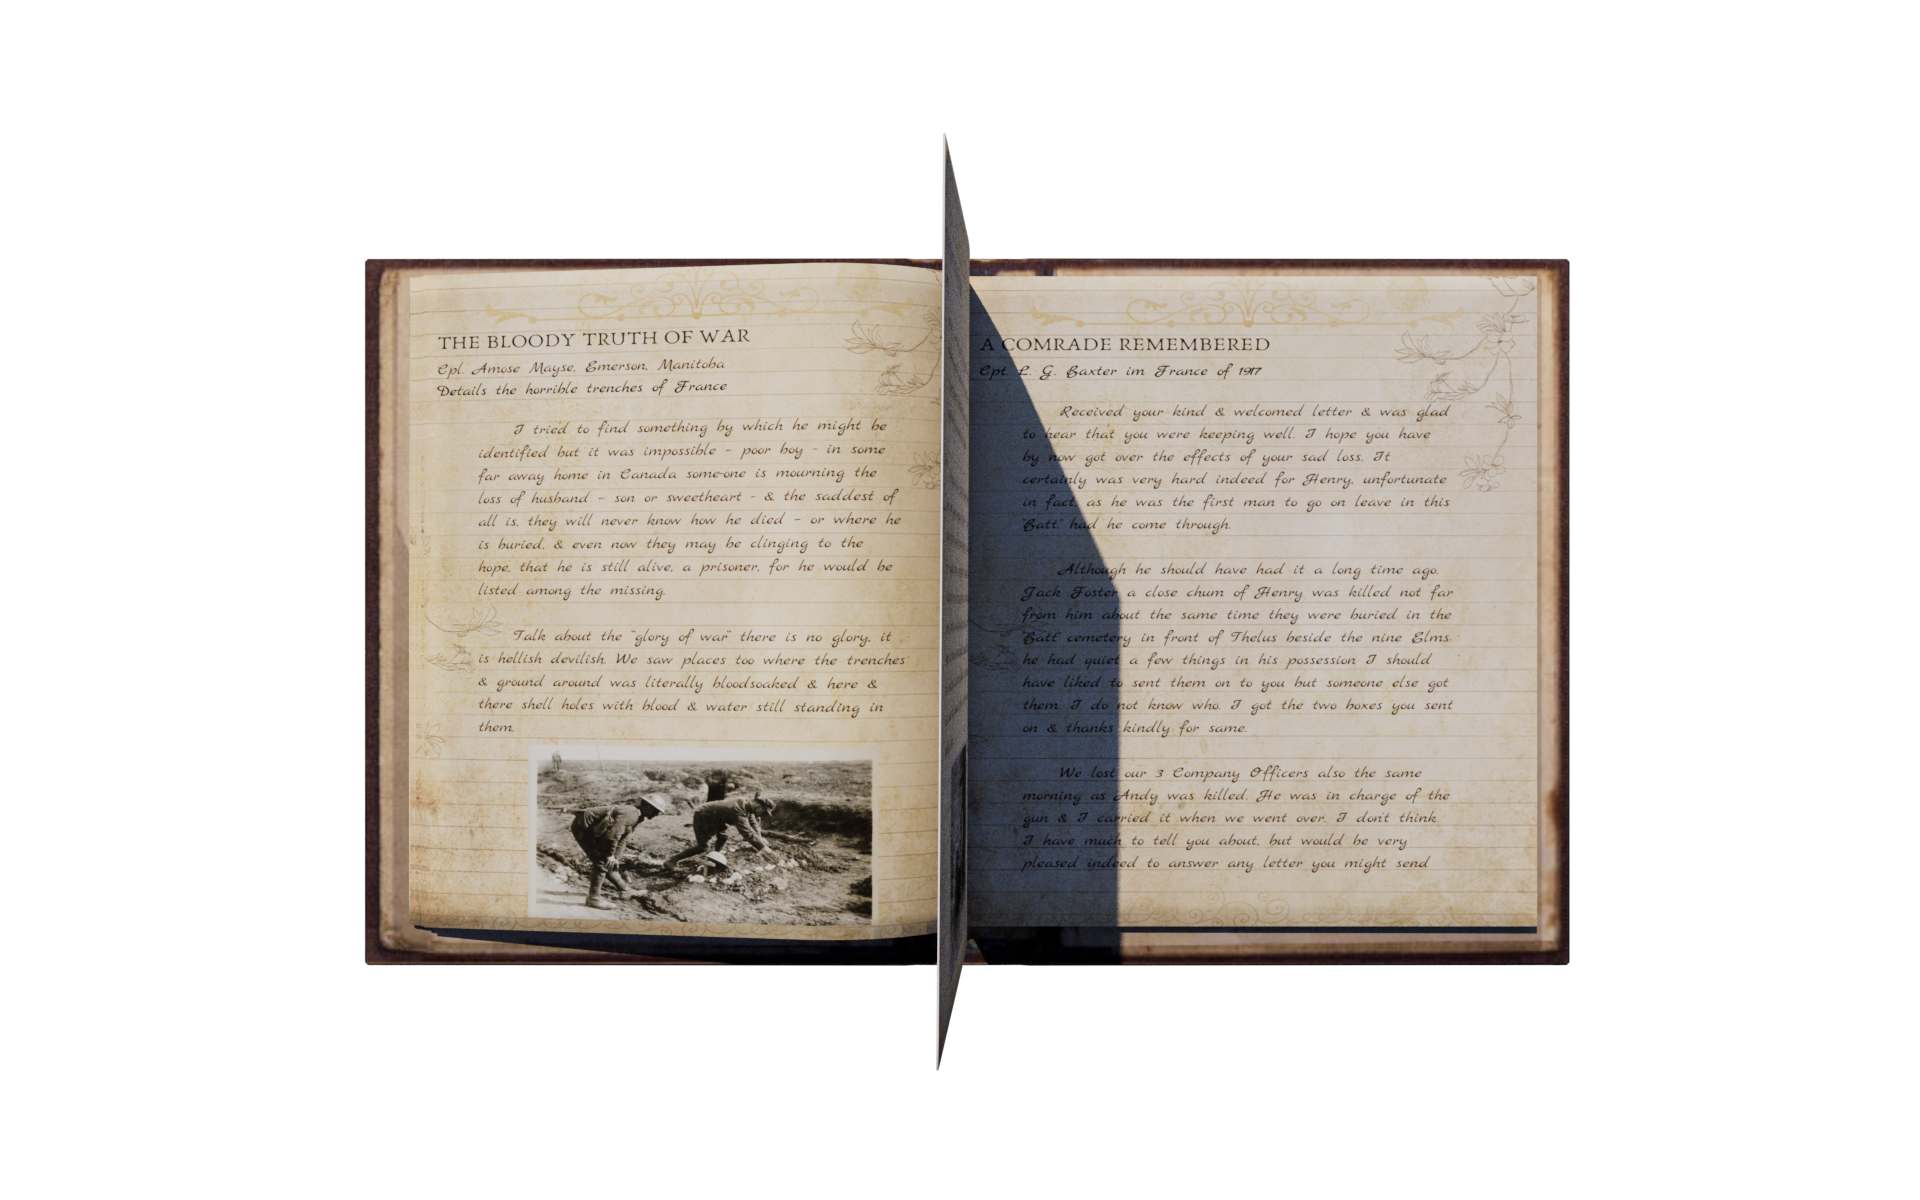 THE BLOODY TRUTH OF WAR
Cpl. Amose Mayse, Emerson, Manitoba
Details the horrible trenches of France
I tried to find something by which he might be
identified but it was impossible - poor boy - in some
far away home in Canada some-one is mourning the
loss of husband - son or sweetheart - & the saddest of
all is, they will never know how he died - or where he
is buried, & even now they may be clinging to the
hope, that he is still alive, a prisoner, for he would be
listed among the missing.
Talk about the "glory of war" there is no glory, it
is hellish devilish. We saw places too where the trenches
& ground around was literally bloodsoaked & here &
there shell holes with blood & water still standing in
them.
A COMRADE REMEMBERED
Cpt. L. G. Baxter im France of 1917
Received your kind & welcomed letter & was glad
to hear that you were keeping well. I hope you have
by now got over the effects of your sad loss. It
certainly was very hard indeed for Henry, unfortunate
in fact, as he was the first man to go on leave in this
"Batt." had he come through.
Although he should have had it a long time ago.
Jack Foster a close chum of Henry was killed not far
from him about the same time they were buried in the
"Batt" cemetery in front of Thelus beside the nine Elms
he had quiet a few things in his possession I should
have liked to sent them on to you but someone else got
them. I do not know who. I got the two boxes you sent
on & thanks kindly for same.
We lost our 3 Company Officers also the same
morning as Andy was killed. He was in charge of the
gun & I carried it when we went over. I don't think
I have much to tell you about, but would be very
pleased indeed to answer any letter you might send